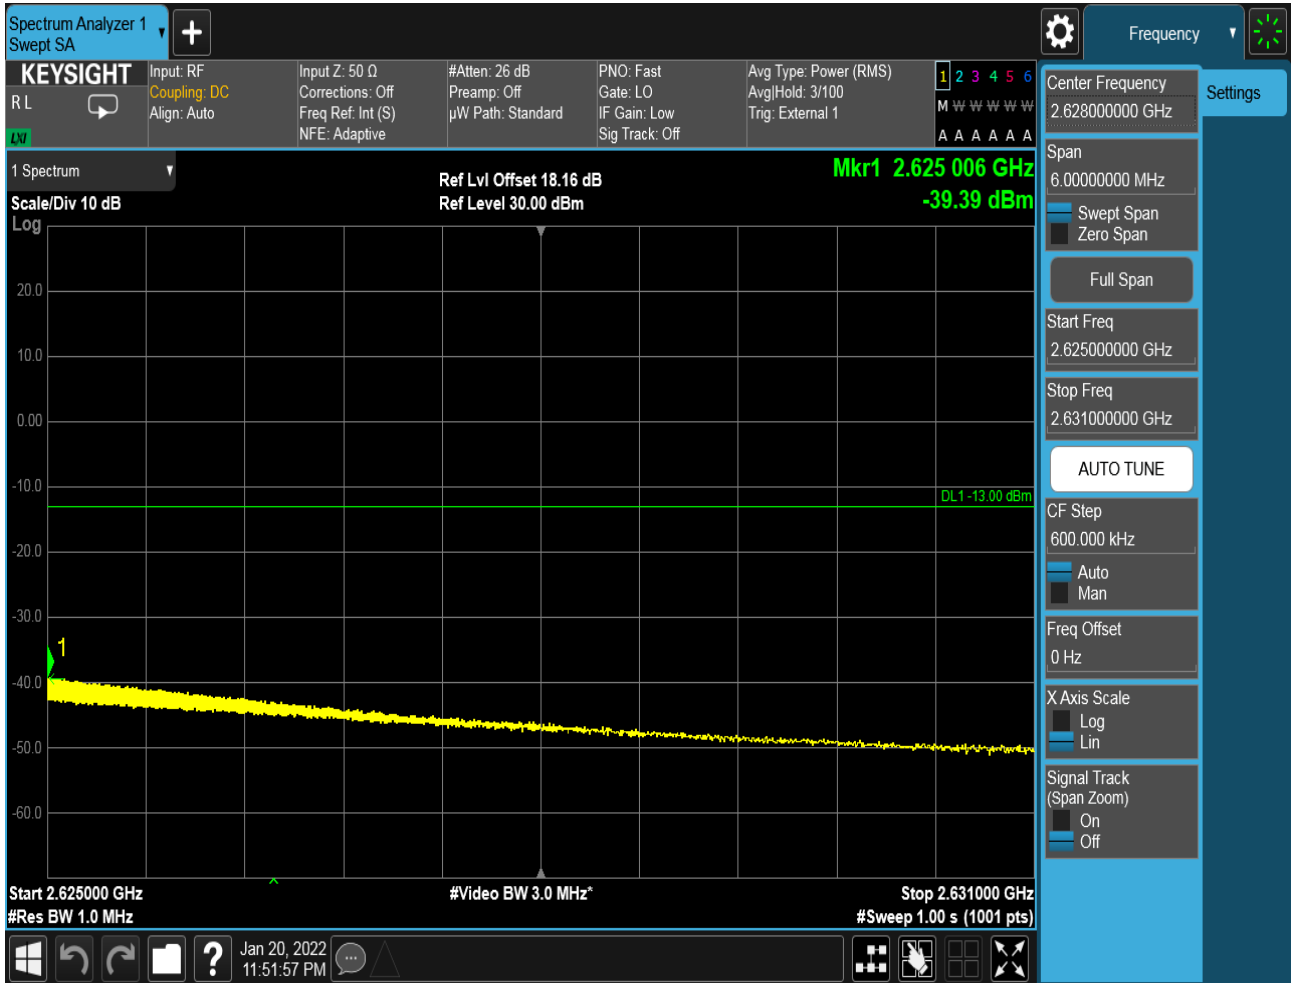 Spectrum Analyzer 1
Swept SA
Frequency
KEYSIGHT
R L
LXI
Input: RF
Coupling: DC
Align: Auto
Input Z: 50 Ω
Corrections: Off
Freq Ref: Int (S)
NFE: Adaptive
#Atten: 26 dB
Preamp: Off
µW Path: Standard
PNO: Fast
Gate: LO
IF Gain: Low
Sig Track: Off
Avg Type: Power (RMS)
Avg|Hold: 3/100
Trig: External 1
1 2 3 4 5 6
M W W W W W
A A A A A A
1 Spectrum
Scale/Div 10 dB
Log
Ref Lvl Offset 18.16 dB
Ref Level 30.00 dBm
Mkr1 2.625 006 GHz
-39.39 dBm
20.0
10.0
0.00
-10.0
DL1 -13.00 dBm
-20.0
-30.0
1
-40.0
-50.0
-60.0
Start 2.625000 GHz
#Video BW 3.0 MHz*
Stop 2.631000 GHz
#Res BW 1.0 MHz
#Sweep 1.00 s (1001 pts)
Center Frequency
2.628000000 GHz
Settings
Span
6.00000000 MHz
Swept Span
Zero Span
Full Span
Start Freq
2.625000000 GHz
Stop Freq
2.631000000 GHz
AUTO TUNE
CF Step
600.000 kHz
Auto
Man
Freq Offset
0 Hz
X Axis Scale
Log
Lin
Signal Track
(Span Zoom)
On
Off
?
Jan 20, 2022
11:51:57 PM